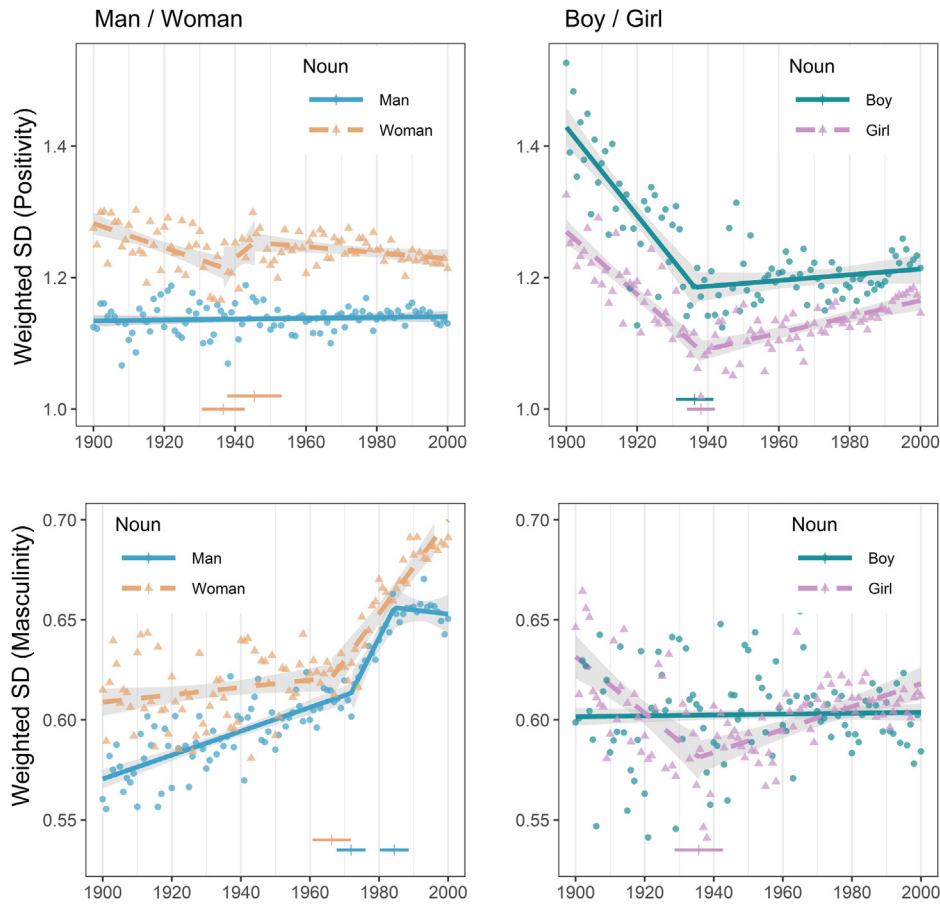 Man / Woman
Boy / Girl
Weighted SD (Positivity)
1.4
1.2
1.0
Noun
Man
Woman
1900 1920 1940 1960 1980 2000
1.4
1.2
1.0
Noun
Boy
Girl
1900 1920 1940 1960 1980 2000
Weighted SD (Masculinity)
0.70
0.65
0.60
0.55
Noun
Man
Woman
1900 1920 1940 1960 1980 2000
0.70
0.65
0.60
0.55
Noun
Boy
Girl
1900 1920 1940 1960 1980 2000